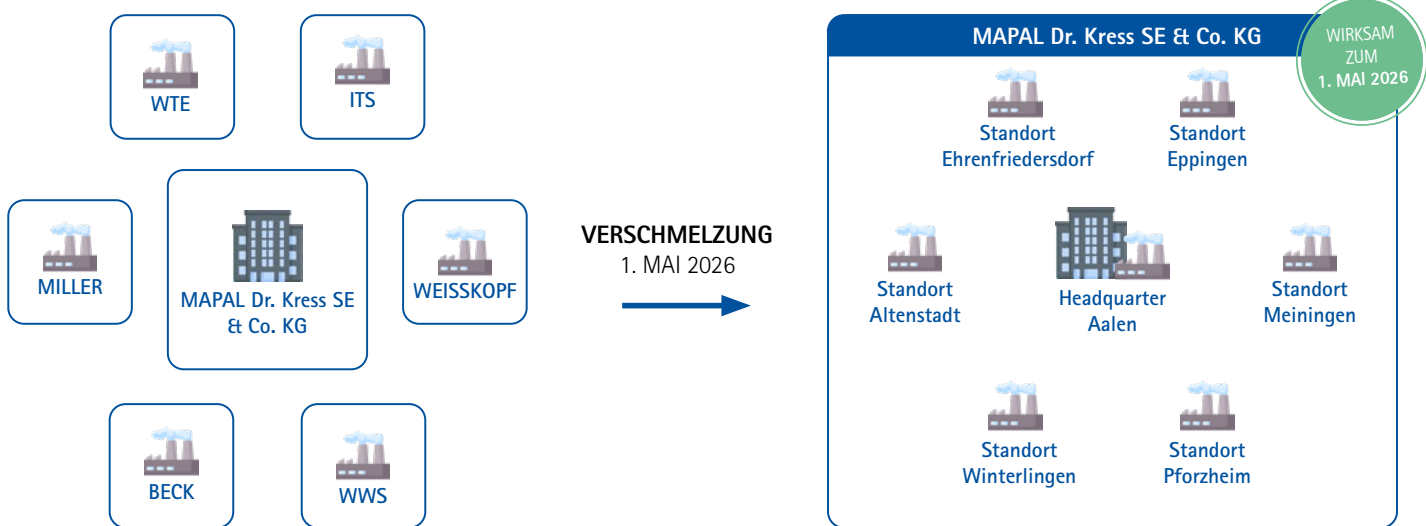 WTE
ITS
MILLER
MAPAL Dr. Kress SE
& Co. KG
WEISSKOPF
BECK
WWS
VERSCHMELZUNG
1. MAI 2026
MAPAL Dr. Kress SE & Co. KG
WIRKSAM
ZUM
1. MAI 2026
Standort
Ehrenfriedersdorf
Standort
Eppingen
Standort
Altenstadt
Headquarter
Aalen
Standort
Meiningen
Standort
Winterlingen
Standort
Pforzheim